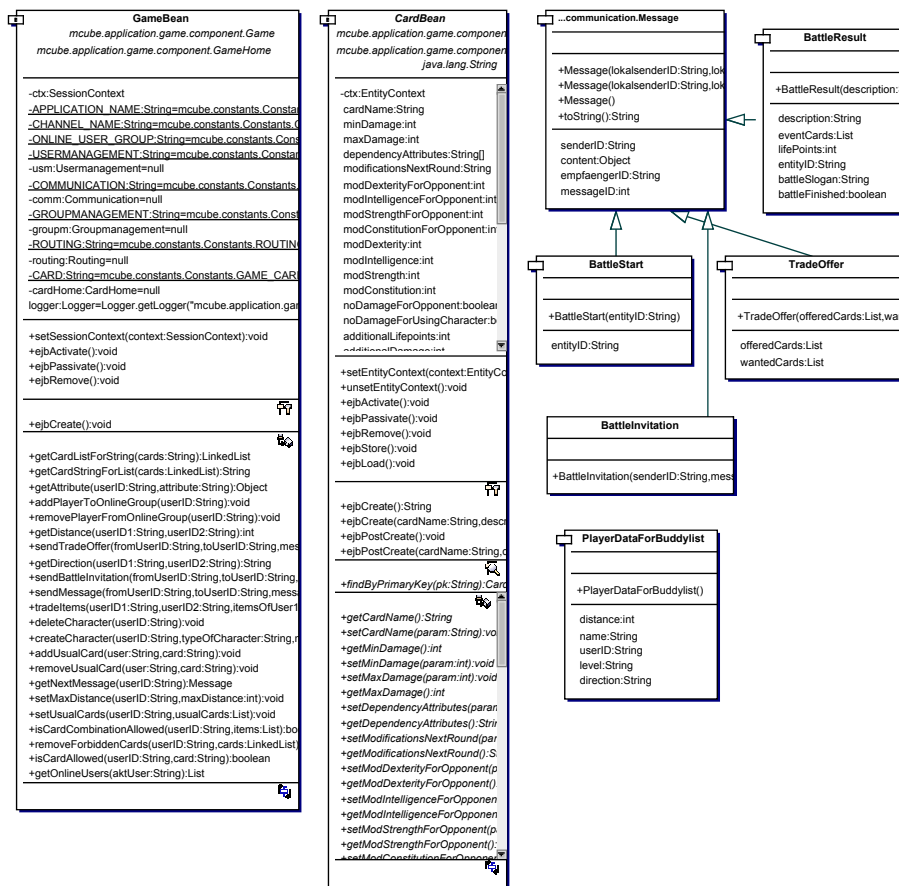 GameBean
mcube.application.game.component.Game
mcube.application.game.component.GameHome
-ctx:SessionContext
-APPLICATION_NAME:String=mcube.constants.Consta
-CHANNEL_NAME:String=mcube.constants.Constants.C
-ONLINE_USER_GROUP:String=mcube.constants.Consta
-USERMANAGEMENT:String=mcube.constants.Constan
-usm:Usermanagement=null
-COMMUNICATION:String=mcube.constants.Constants.
-comm:Communication=null
-GROUPMANAGEMENT:String=mcube.constants.Const
-groupm:Groupmanagement=null
-ROUTING:String=mcube.constants.Constants.ROUTIN
-routing:Routing=null
-CARD:String=mcube.constants.Constants.GAME_CAR
-cardHome:CardHome=null
logger:Logger=Logger.getLogger("mcube.application.gam
+setSessionContext(context:SessionContext):void
+ejbActivate():void
+ejbPassivate():void
+ejbRemove():void
+ejbCreate():void
+getCardListForString(cards:String):LinkedList
+getCardStringForList(cards:LinkedList):String
+getAttribute(userID:String,attribute:String):Object
+addPlayerToOnlineGroup(userID:String):void
+removePlayerFromOnlineGroup(userID:String):void
+getDistance(userID1:String,userID2:String):int
+sendTradeOffer(fromUserID:String,toUserID:String,mes
+getDirection(userID1:String,userID2:String):String
+sendBattleInvitation(fromUserID:String,toUserID:String,
+sendMessage(fromUserID:String,toUserID:String,messa
+tradeItems(userID1:String,userID2:String,itemsOfUser1
+deleteCharacter(userID:String):void
+createCharacter(userID:String,typeOfCharacter:String,n
+addUsualCard(user:String,card:String):void
+removeUsualCard(user:String,card:String):void
+getNextMessage(userID:String):Message
+setMaxDistance(userID:String,maxDistance:int):void
+setUsualCards(userID:String,usualCards:List):void
+isCardCombinationAllowed(userID:String,items:List):boo
+removeForbiddenCards(userID:String,cards:LinkedList)
+isCardAllowed(userID:String,card:String):boolean
+getOnlineUsers(aktUser:String):List
CardBean
mcube.application.game.component
mcube.application.game.component
java.lang.String
-ctx:EntityContext
cardName:String
minDamage:int
maxDamage:int
dependencyAttributes:String[]
modificationsNextRound:String
modDexterityForOpponent:int
modIntelligenceForOpponent:int
modStrengthForOpponent:int
modConstitutionForOpponent:int
modDexterity:int
modIntelligence:int
modStrength:int
modConstitution:int
noDamageForOpponent:boolean
noDamageForUsingCharacter:b
additionalLifepoints:int
additionalDamage:int
+setEntityContext(context:EntityCo
+unsetEntityContext():void
+ejbActivate():void
+ejbPassivate():void
+ejbRemove():void
+ejbStore():void
+ejbLoad():void
+ejbCreate():String
+ejbCreate(cardName:String,descr
+ejbPostCreate():void
+ejbPostCreate(cardName:String,d
+findByPrimaryKey(pk:String):Card
+getCardName():String
+setCardName(param:String):void
+getMinDamage():int
+setMinDamage(param:int):void
+setMaxDamage(param:int):void
+getMaxDamage():int
+setDependencyAttributes(param
+getDependencyAttributes():Strin
+setModificationsNextRound(par
+getModificationsNextRound():S
+setModDexterityForOpponent(p
+getModDexterityForOpponent():
+setModIntelligenceForOpponen
+getModIntelligenceForOpponen
+setModStrengthForOpponent(p
+getModStrengthForOpponent():
+setModConstitutionForOpponen
...communication.Message
+Message(lokalsenderID:String,lok
+Message(lokalsenderID:String,lok
+Message()
+toString():String
senderID:String
content:Object
empfaengerID:String
messageID:int
BattleResult
+BattleResult(description:
description:String
eventCards:List
lifePoints:int
entityID:String
battleSlogan:String
battleFinished:boolean
BattleStart
+BattleStart(entityID:String)
entityID:String
TradeOffer
+TradeOffer(offeredCards:List,wa
offeredCards:List
wantedCards:List
BattleInvitation
+BattleInvitation(senderID:String,mes
PlayerDataForBuddylist
+PlayerDataForBuddylist()
distance:int
name:String
userID:String
level:String
direction:String